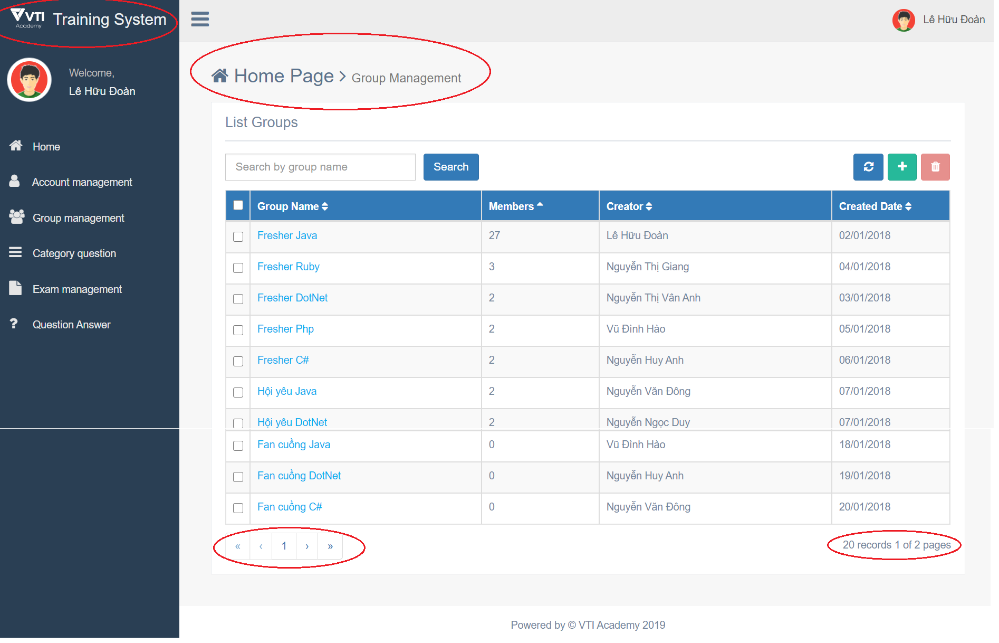 VTI Academy Training System
Lê Hữu Đoàn
Welcome,
Lê Hữu Đoàn
Home
Account management
Group management
Category question
Exam management
Question Answer
Home Page > Group Management
List Groups
Search by group name Search
Group Name Members Creator Created Date
Fresher Java 27 Lê Hữu Đoàn 02/01/2018
Fresher Ruby 3 Nguyễn Thị Giang 04/01/2018
Fresher DotNet 2 Nguyễn Thị Vân Anh 03/01/2018
Fresher Php 2 Vũ Đình Hào 05/01/2018
Fresher C# 2 Nguyễn Huy Anh 06/01/2018
Hội yêu Java 2 Nguyễn Văn Đông 07/01/2018
Hội yêu DotNet 2 Nguyễn Ngọc Duy 07/01/2018
Fan cuồng Java 0 Vũ Đình Hào 18/01/2018
Fan cuồng DotNet 0 Nguyễn Huy Anh 19/01/2018
Fan cuồng C# 0 Nguyễn Văn Đông 20/01/2018
« ‹ 1 › »
20 records 1 of 2 pages
Powered by © VTI Academy 2019